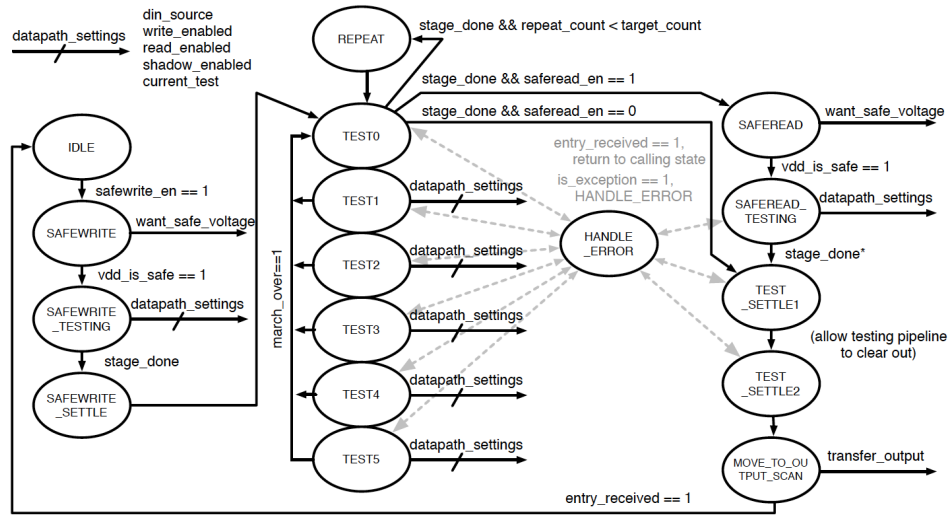 datapath_settings
din_source
write_enabled
read_enabled
shadow_enabled
current_test
REPEAT
stage_done && repeat_count < target_count
stage_done && saferead_en == 1
stage_done && saferead_en == 0
IDLE
safewrite_en == 1
SAFEWRITE
want_safe_voltage
vdd_is_safe == 1
SAFEWRITE
_TESTING
datapath_settings
stage_done
SAFEWRITE
_SETTLE
march_over==1
TEST0
TEST1
datapath_settings
TEST2
datapath_settings
TEST3
datapath_settings
TEST4
datapath_settings
TEST5
datapath_settings
entry_received == 1,
return to calling state
is_exception == 1,
HANDLE_ERROR
HANDLE
_ERROR
SAFEREAD
want_safe_voltage
vdd_is_safe == 1
SAFEREAD_
TESTING
datapath_settings
stage_done*
TEST
_SETTLE1
(allow testing pipeline
to clear out)
TEST
_SETTLE2
MOVE_TO_OU
TPUT_SCAN
transfer_output
entry_received == 1